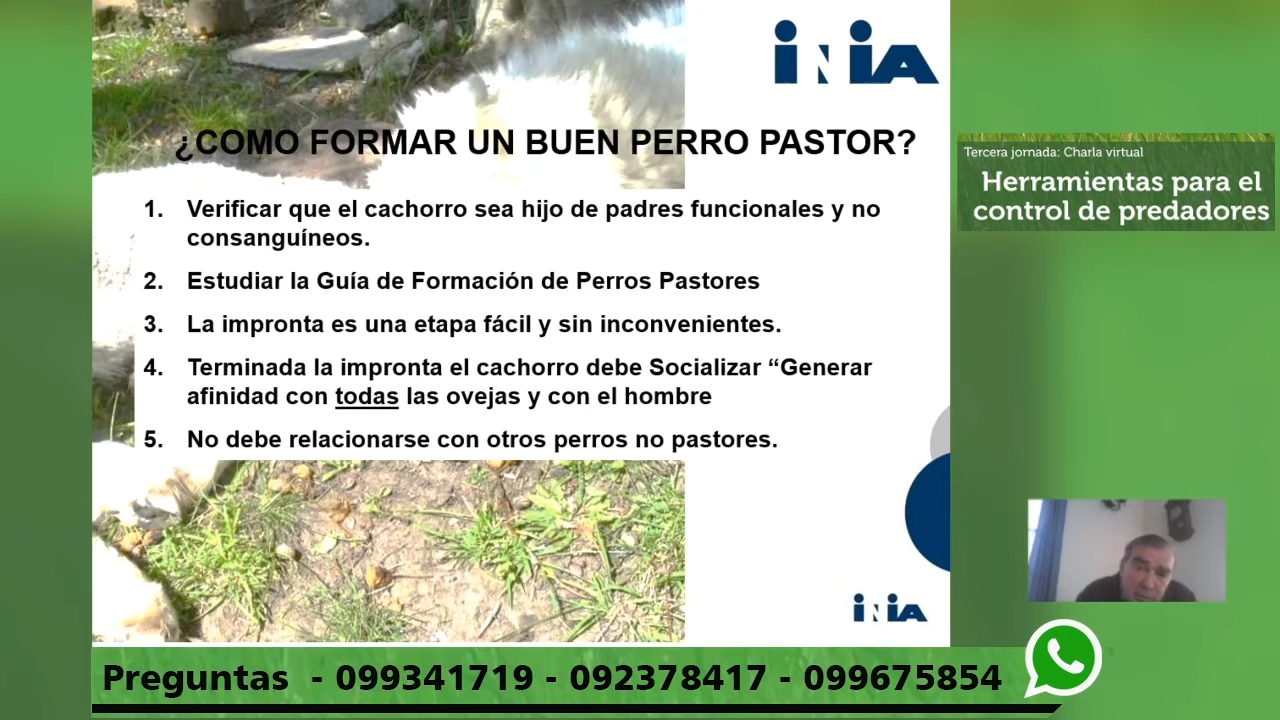 INIA
¿COMO FORMAR UN BUEN PERRO PASTOR?
1. Verificar que el cachorro sea hijo de padres funcionales y no
consanguíneos.
2. Estudiar la Guía de Formación de Perros Pastores
3. La impronta es una etapa fácil y sin inconvenientes.
4. Terminada la impronta el cachorro debe Socializar “Generar
afinidad con todas las ovejas y con el hombre
5. No debe relacionarse con otros perros no pastores.
INIA
Tercera jornada: Charla virtual
Herramientas para el
control de predadores
Preguntas - 099341719 - 092378417 - 099675854